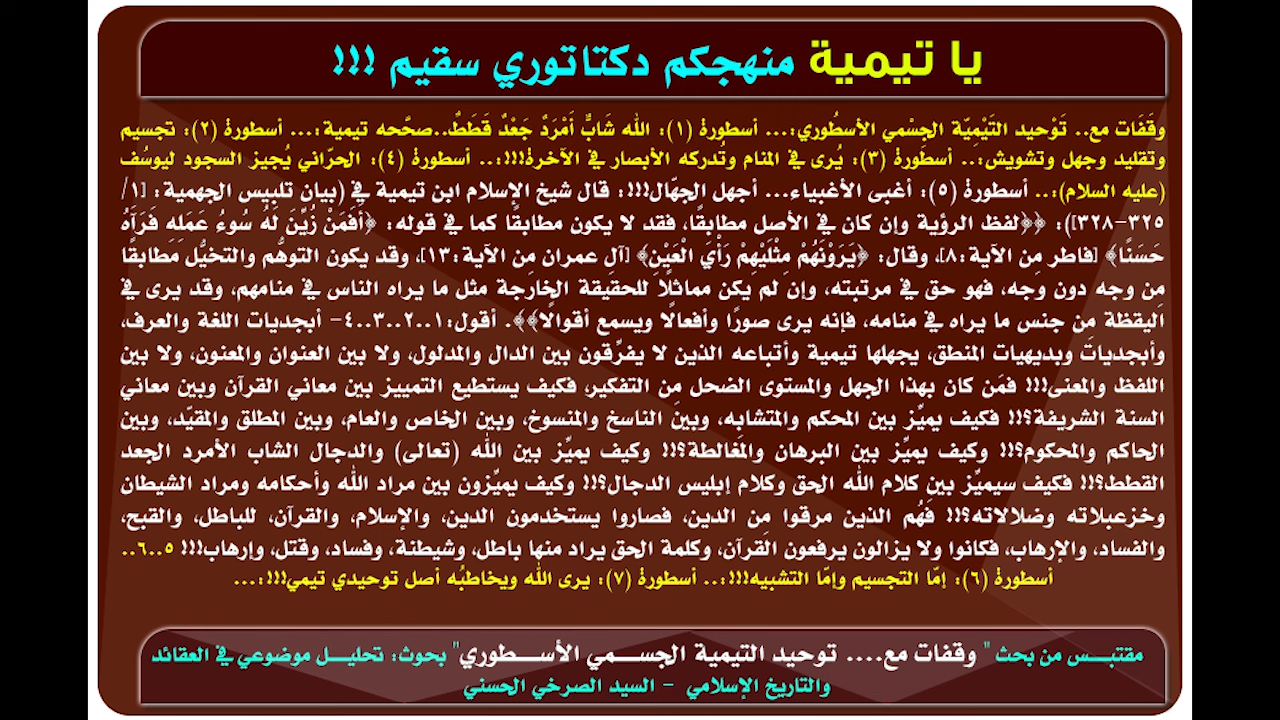 يا تيمية منهجكم دكتاتوري سقيم !!!
وقَفَات مع.. تَوْحيد التَيْمِيّة الجِسْمي الأسطُوري:... أسطورة (١): الله شَابٌّ أَمْرَدٌ جَعْدٌ قَطَطٌ..صحّحه تيمية:... أسطورة (٢): تجسيم
وتقليد وجهل وتشويش:.. أسطورة (٣): يُرى في المنام وتُدركه الأبصار في الآخرة!!!:.. أسطورة (٤): الحرّاني يُجيز السجود ليوسُف
(عليه السلام):.. أسطورة (٥): أغبى الأغبياء... أجهل الجهّال!!!: قال شيخ الإسلام ابن تيمية في (بيان تلبيس الجهمية: [١/
٣٢٥-٣٢٨]): ﴿﴿لفظ الرؤية وإن كان في الأصل مطابقًا، فقد لا يكون مطابقًا كما في قوله: ﴿أَفَمَنْ زُيِّنَ لَهُ سُوءُ عَمَلِهِ فَرَآهُ
حَسَنًا﴾ [فاطر مِن الآية:٨]، وقال: ﴿يَرَوْنَهُمْ مِثْلَيْهِمْ رَأْيَ الْعَيْنِ﴾ [آل عمران مِن الآية:١٣]، وقد يكون التوهُّم والتخيُّل مَطابقًا
مِن وجه دون وجه، فهو حق في مرتبته، وإن لم يكن مماثلًا للحقيقة الخارجة مثل ما يراه الناس في منامهم، وقد يرى في
اليقظة مِن جنس ما يراه في منامه، فإنه يرى صورًا وأفعالًا ويسمع أقوالًا﴾﴾. أقول:١..٢..٣..٤- أبجديات اللغة والعرف،
وأبجديات وبديهيات المنطق، يجهلها تيمية وأتباعه الذين لا يفرِّقون بين الدال والمدلول، ولا بين العنوان والمعنون، ولا بين
اللفظ والمعنى!!! فمَن كان بهذا الجهل والمستوى الضحل مِن التفكير، فكيف يستطيع التمييز بين معاني القرآن وبين معاني
السنة الشريفة؟!! فكيف يميِّز بين المحكم والمتشابه، وبين الناسخ والمنسوخ، وبين الخاص والعام، وبين المطلق والمقيّد، وبين
الحاكم والمحكوم؟!! وكيف يميِّز بين البرهان والمَغالطة؟!! وكيف يميِّز بين الله (تعالى) والدجال الشاب الأمرد الجعد
القطط؟!! فكيف سيميِّز بين كلام الله الحق وكلام إبليس الدجال؟!! وكيف يميِّزون بين مراد الله وأحكامه ومراد الشيطان
وخزعبلاته وضلالاته؟!! فهُم الذين مرقوا مِن الدين، فصاروا يستخدمون الدين، والإسلام، والقرآن، للباطل، والقبح،
والفساد، والإرهاب، فكانوا ولا يزالون يرفعون القرآن، وكلمة الحق يراد منها باطل، وشيطنة، وفساد، وقتل، وإرهاب!!! ٥..٦..
أسطورة (٦): إمّا التجسيم وإمّا التشبيه!!!:.. أسطورة (٧): يرى الله ويخاطبُه أصل توحيدي تيمي!!!:...
مقتبس من بحث " وقفات مع.... توحيد التيمية الجسمي الأسطوري" بحوث: تحليل موضوعي في العقائد
والتاريخ الإسلامي - السيد الصرخي الحسني